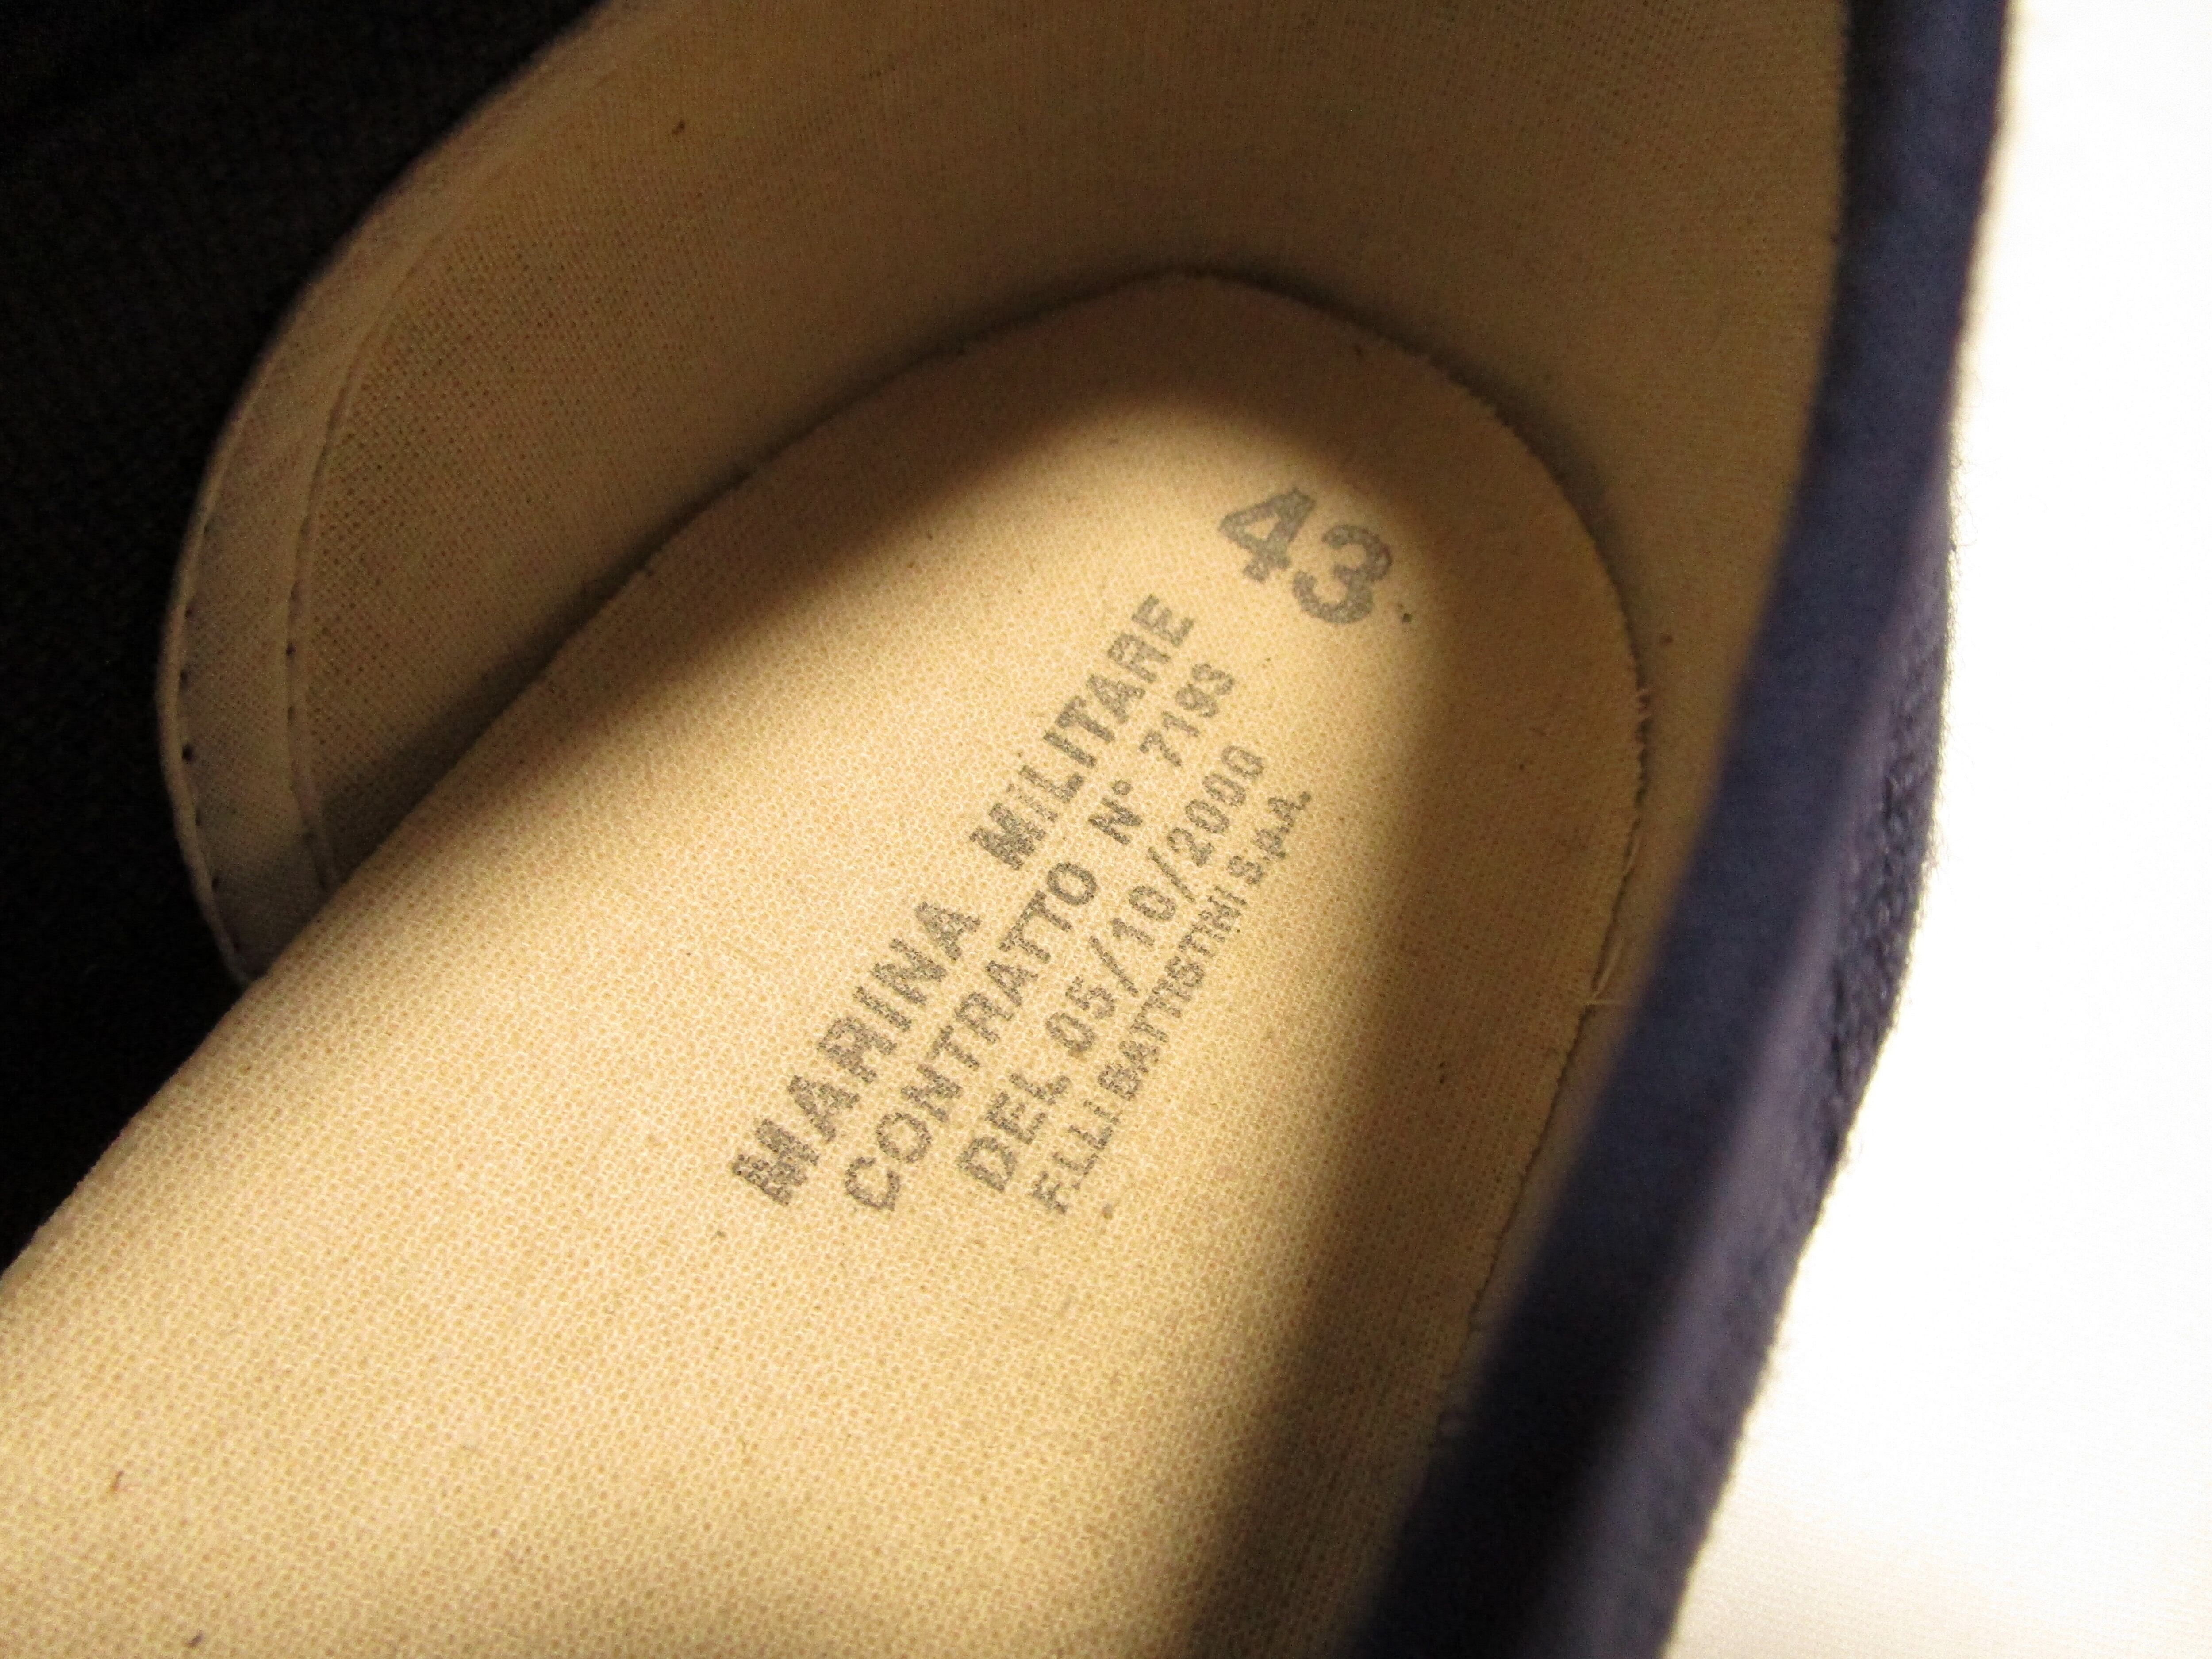 43
MARINA MILITARE
CONTRATTO N° 7193
DEL 05/10/2000
F.LLI BATTISTINI S.p.A.